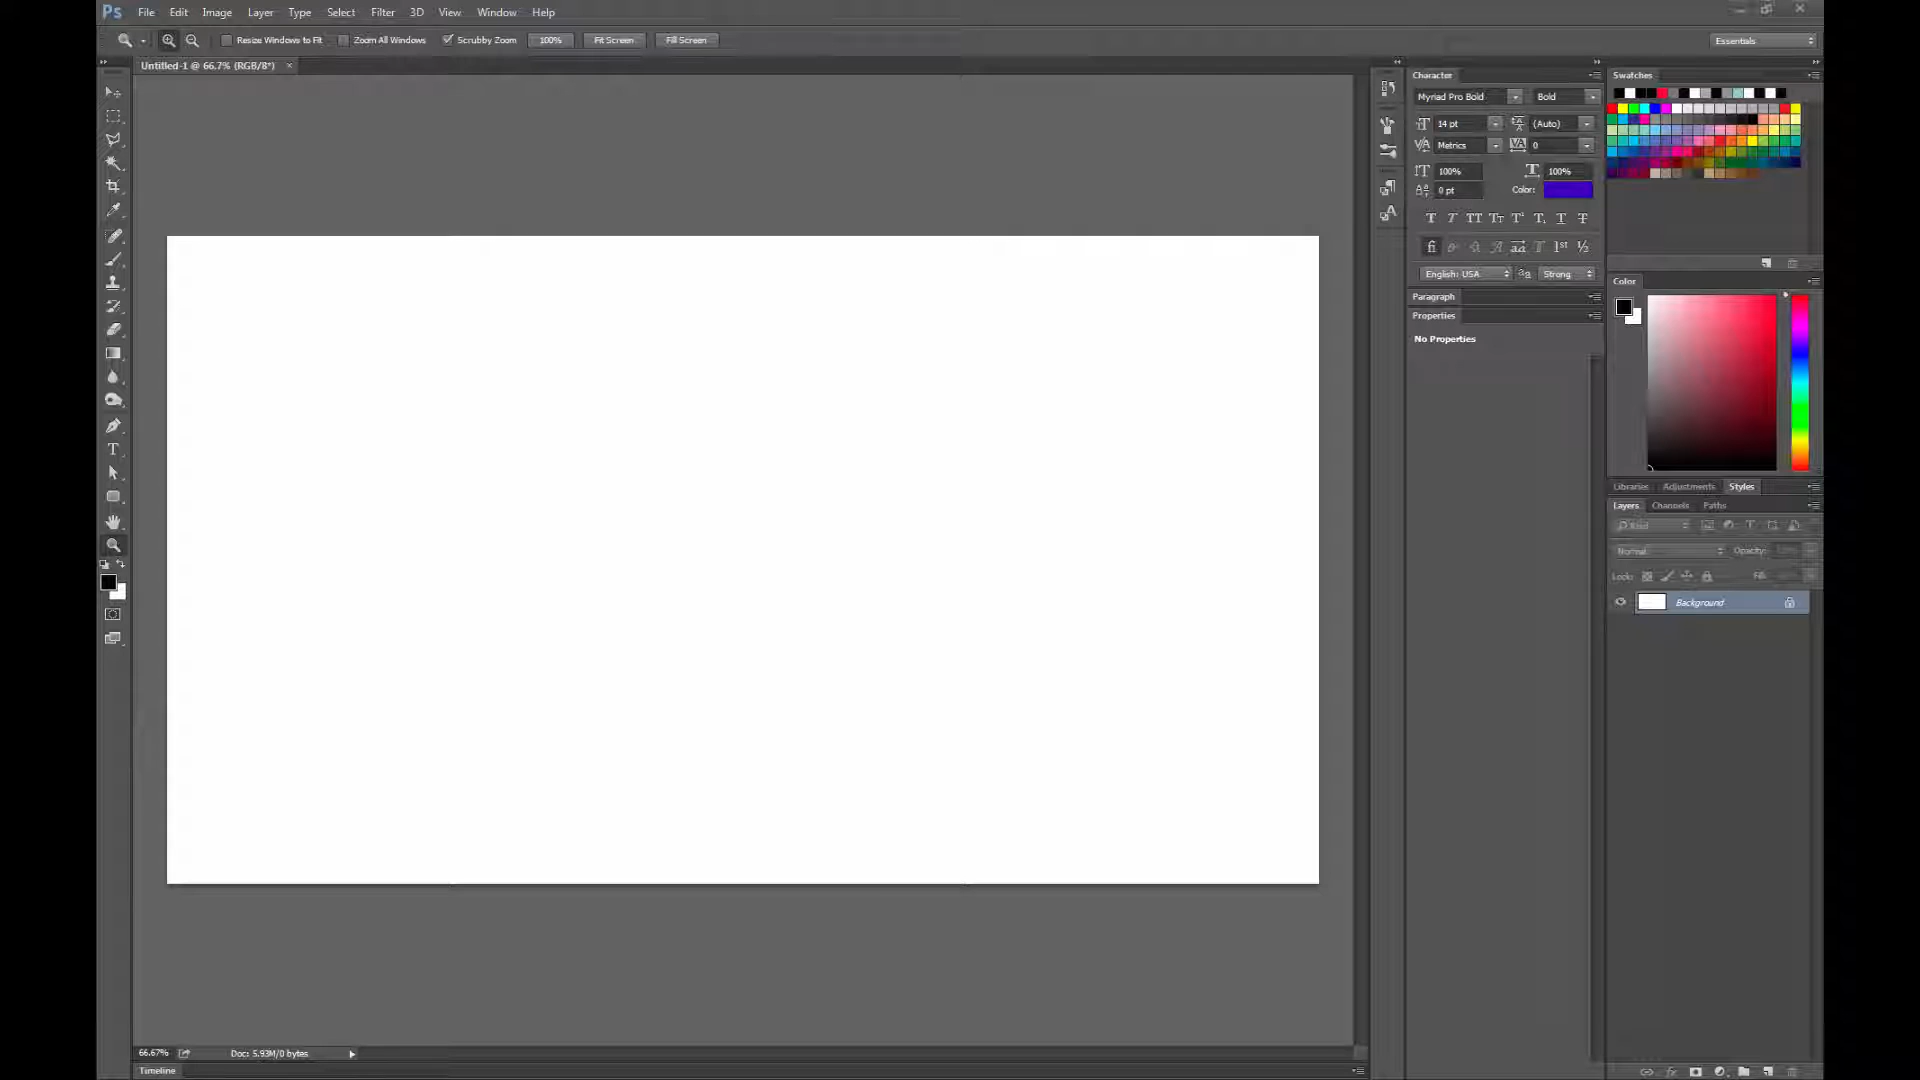 Ps File Edit Image Layer Type Select Filter 3D View Window Help
Resize Windows to Fit Zoom All Windows Scrubby Zoom 100% Fit Screen Fill Screen Essentials
Untitled-1 @ 66.7% (RGB/8*) ×
Character
Myriad Pro Bold Bold
14 pt (Auto)
Metrics 0
100% 100%
0 pt Color:
English: USA Strong
Paragraph
Properties
No Properties
Swatches
Color
Libraries Adjustments Styles
Layers Channels Paths
Kind
Normal Opacity:
Lock: Fill:
Background
66.67% Doc: 5.93M/0 bytes
Timeline